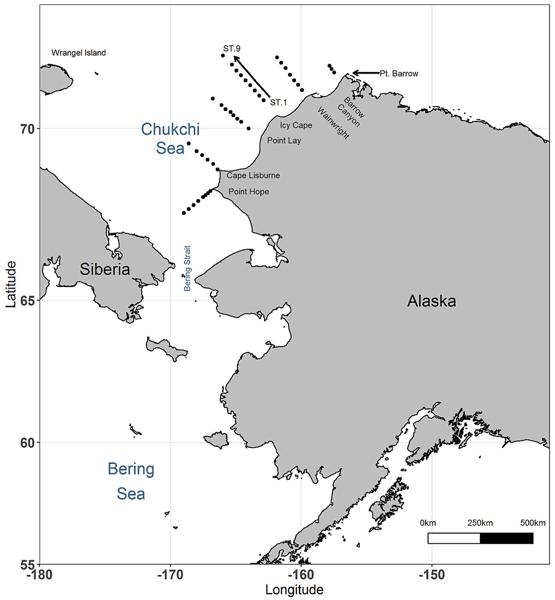 Wrangel Island
ST.9
Pt. Barrow
ST.1
Barrow
Canyon
Wainwright
Icy Cape
Point Lay
Chukchi
Sea
70
Cape Lisburne
Point Hope
Siberia
Bering Strait
65
Alaska
Latitude
60
Bering
Sea
0km 250km 500km
55
-180 -170 -160 -150
Longitude